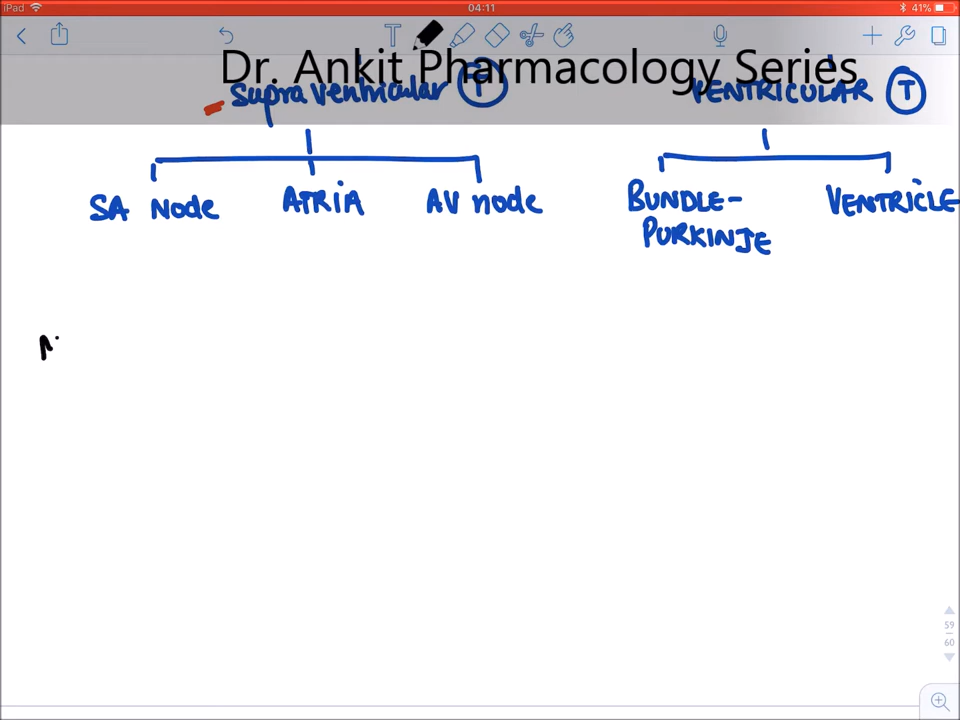 iPad 04:11 41%
Dr. Ankit Pharmacology Series
Supraventricular T VENTRICULAR T
SA Node ATRIA AV node BUNDLE- VENTRICLE
PURKINJE
59
60